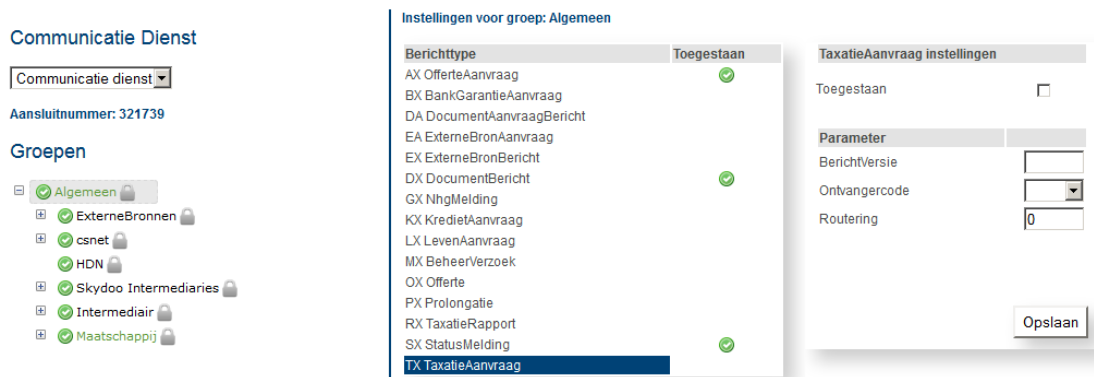 Communicatie Dienst
Communicatie dienst
Aansluitnummer: 321739
Groepen
Algemeen
ExterneBronnen
csnet
HDN
Skydoo Intermediaries
Intermediair
Maatschappij
Instellingen voor groep: Algemeen
Berichttype Toegestaan
AX OfferteAanvraag
BX BankGarantieAanvraag
DA DocumentAanvraagBericht
EA ExterneBronAanvraag
EX ExterneBronBericht
DX DocumentBericht
GX NhgMelding
KX KredietAanvraag
LX LevenAanvraag
MX BeheerVerzoek
OX Offerte
PX Prolongatie
RX TaxatieRapport
SX StatusMelding
TX TaxatieAanvraag
TaxatieAanvraag instellingen
Toegestaan
Parameter
BerichtVersie
Ontvangercode
Routering 0
Opslaan